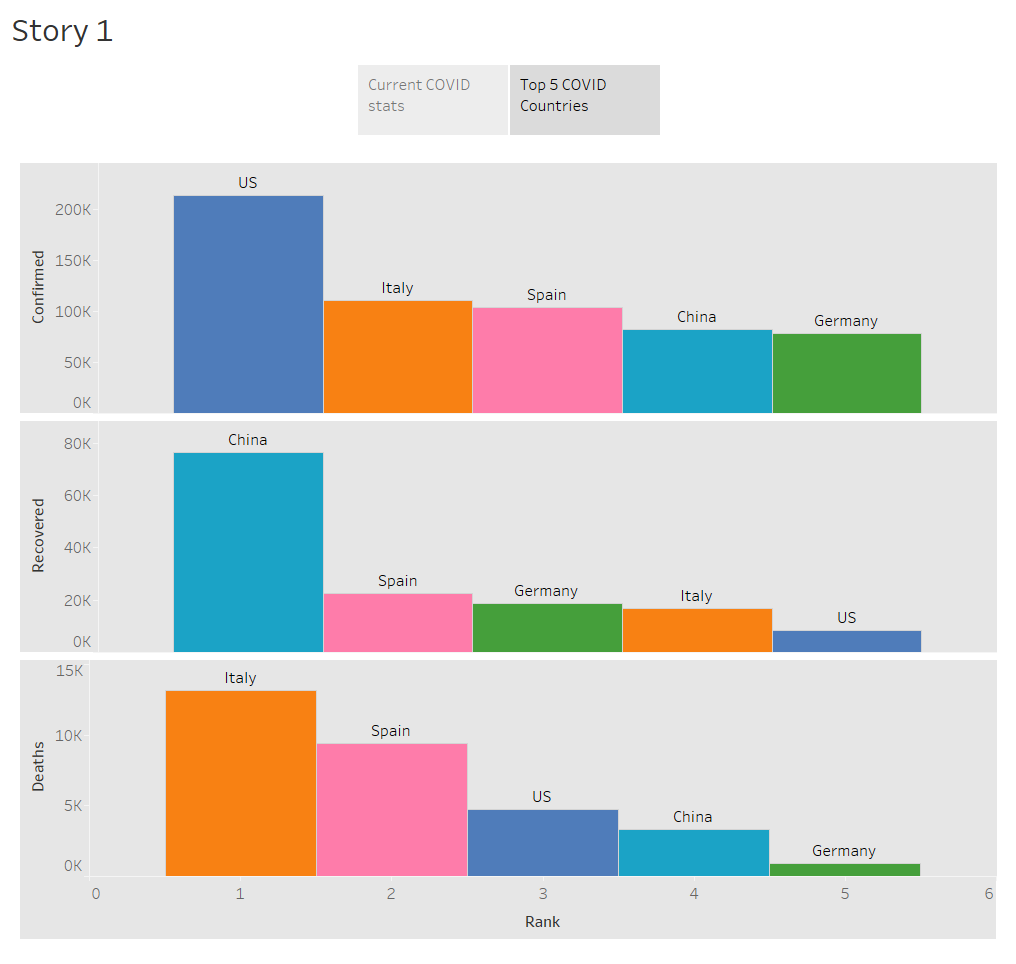 Story 1
Current COVID
stats
Top 5 COVID
Countries
Confirmed
200K
150K
100K
50K
0K
US
Italy
Spain
China
Germany
Recovered
80K
60K
40K
20K
0K
China
Spain
Germany
Italy
US
Deaths
15K
10K
5K
0K
Italy
Spain
US
China
Germany
0 1 2 3 4 5 6
Rank